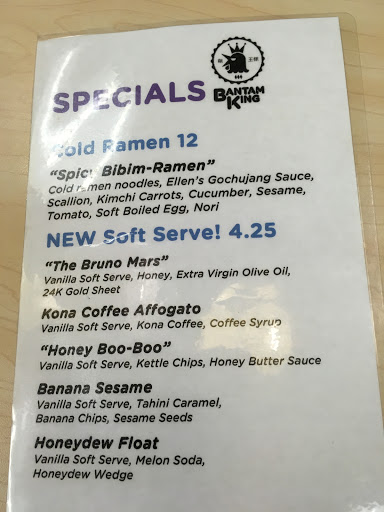 SPECIALS
BANTAM
KING
Cold Ramen 12
“Spicy Bibim-Ramen”
Cold ramen noodles, Ellen's Gochujang Sauce,
Scallion, Kimchi Carrots, Cucumber, Sesame,
Tomato, Soft Boiled Egg, Nori
NEW Soft Serve! 4.25
“The Bruno Mars”
Vanilla Soft Serve, Honey, Extra Virgin Olive Oil,
24K Gold Sheet
Kona Coffee Affogato
Vanilla Soft Serve, Kona Coffee, Coffee Syrup
“Honey Boo-Boo”
Vanilla Soft Serve, Kettle Chips, Honey Butter Sauce
Banana Sesame
Vanilla Soft Serve, Tahini Caramel,
Banana Chips, Sesame Seeds
Honeydew Float
Vanilla Soft Serve, Melon Soda,
Honeydew Wedge